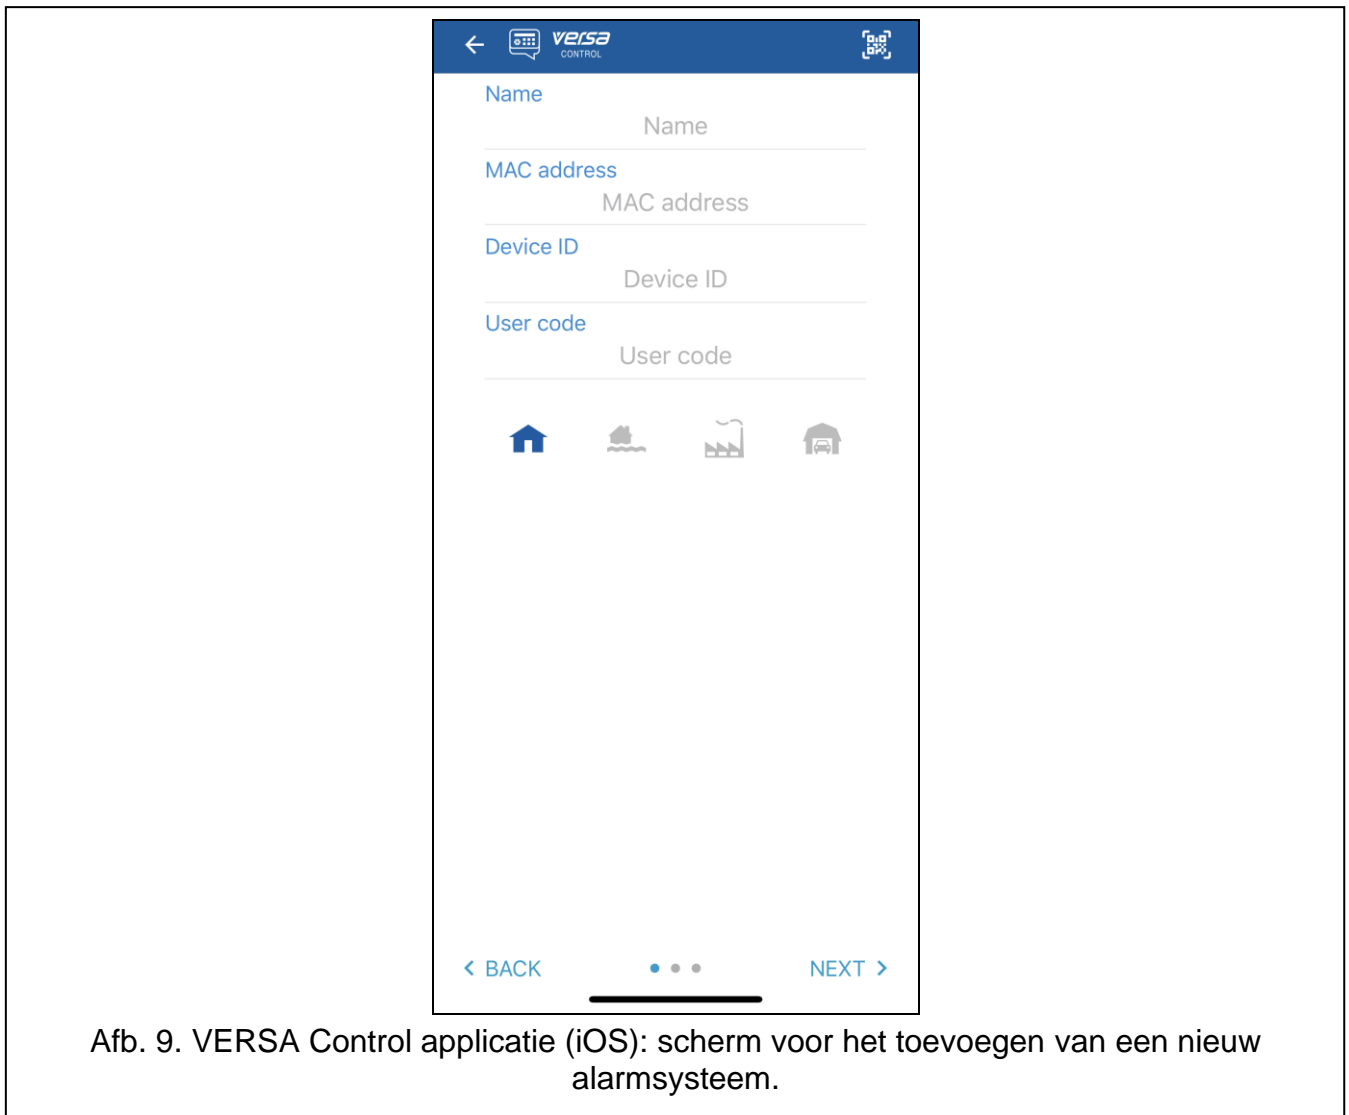 versa
CONTROL
Name
Name
MAC address
MAC address
Device ID
Device ID
User code
User code
< BACK
NEXT >
Afb. 9. VERSA Control applicatie (iOS): scherm voor het toevoegen van een nieuw
alarmsysteem.